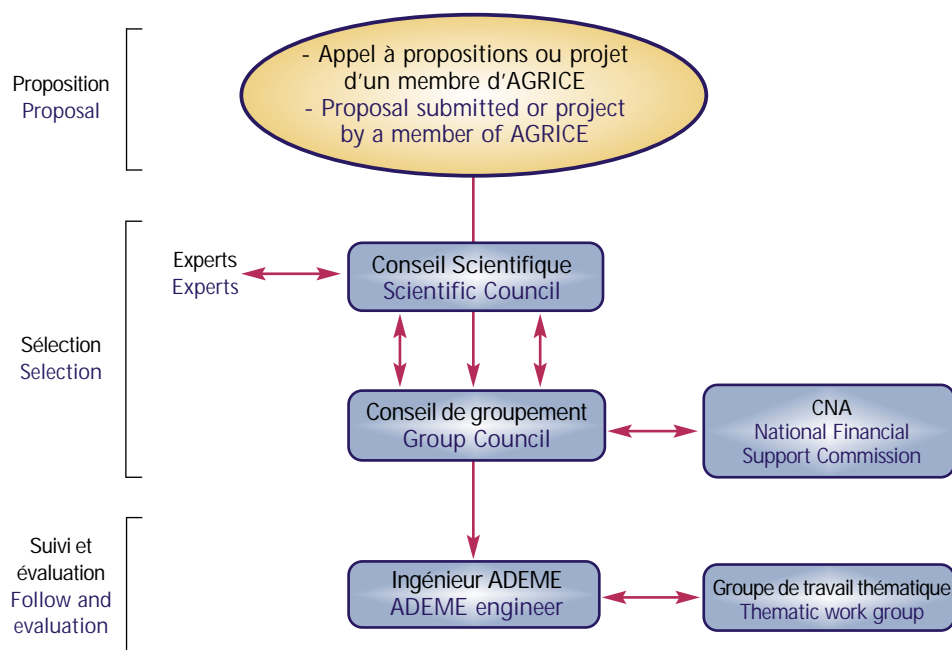 Proposition
Proposal
- Appel à propositions ou projet
d'un membre d'AGRICE
- Proposal submitted or project
by a member of AGRICE
Experts
Experts
Conseil Scientifique
Scientific Council
Sélection
Selection
Conseil de groupement
Group Council
CNA
National Financial
Support Commission
Suivi et
évaluation
Follow and
evaluation
Ingénieur ADEME
ADEME engineer
Groupe de travail thématique
Thematic work group